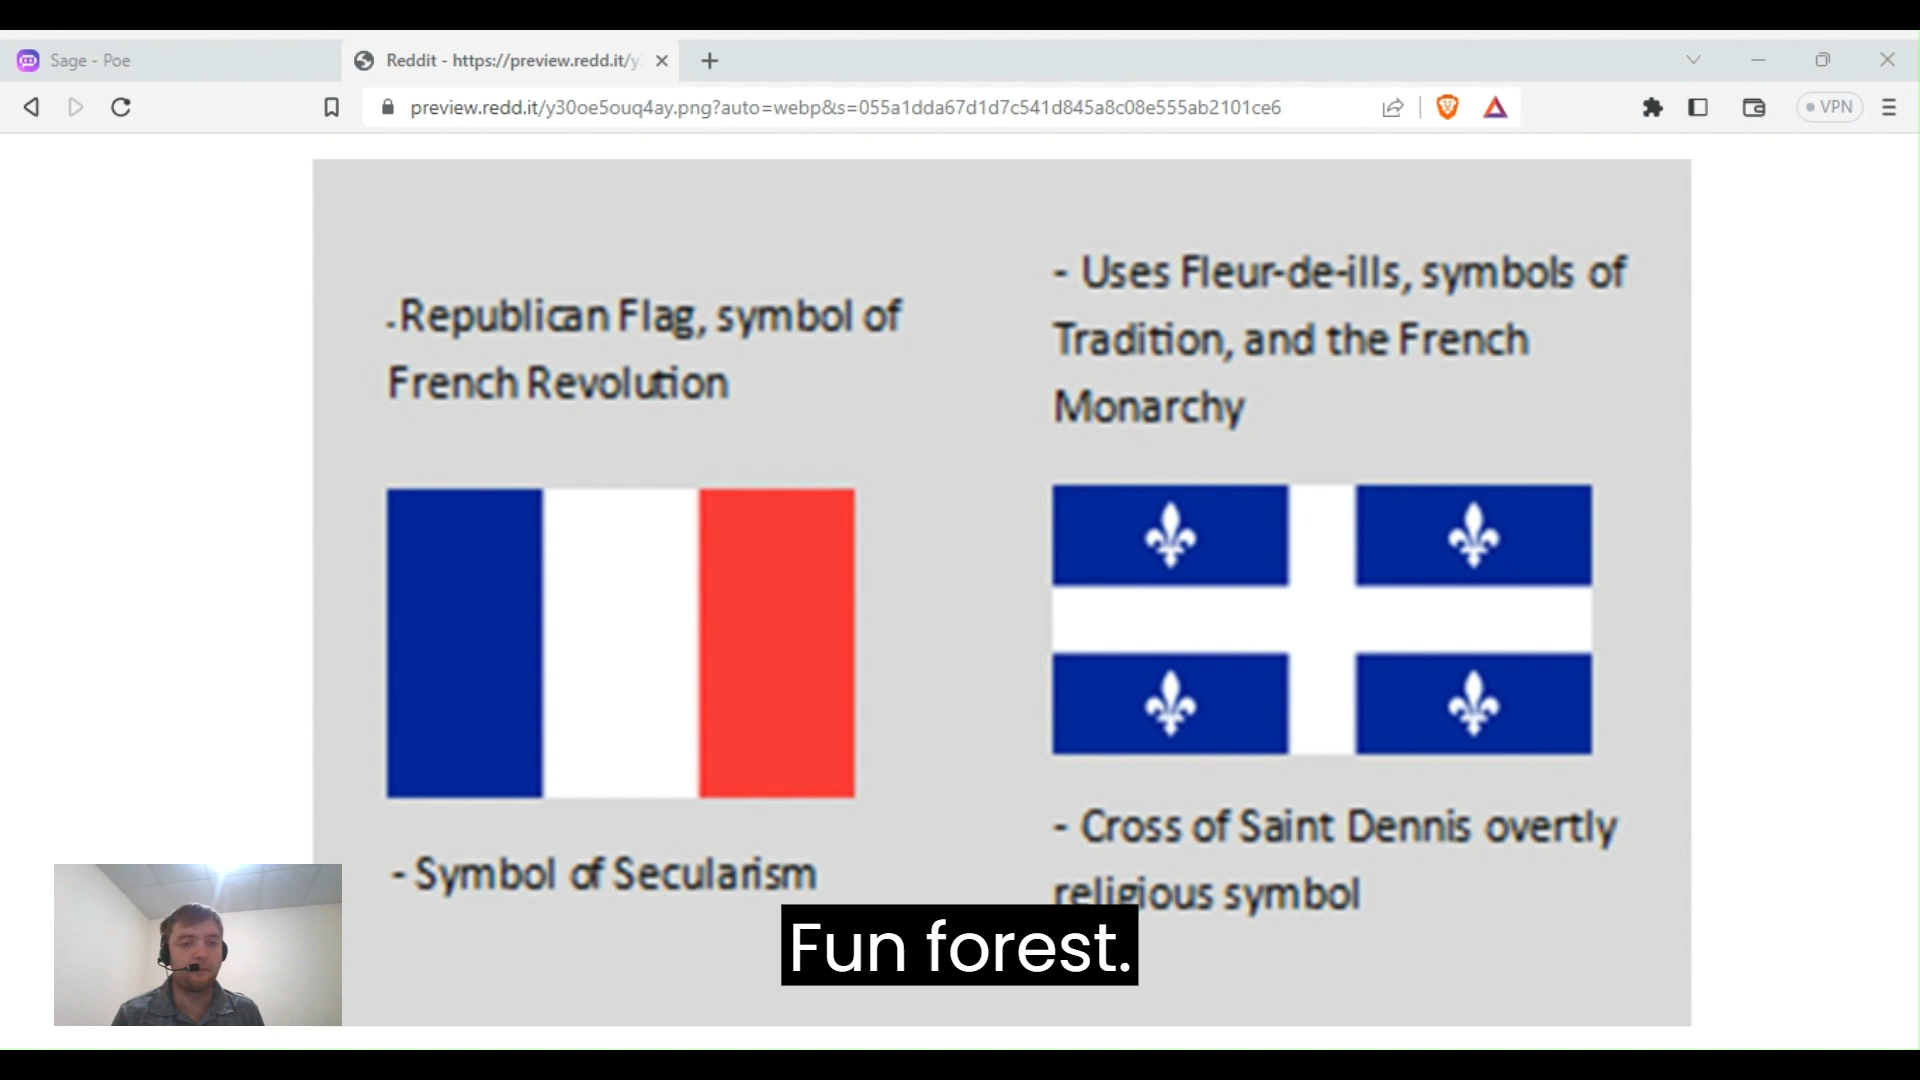 Sage - Poe
Reddit - https://preview.redd.it/y
preview.redd.it/y30oe5ouq4ay.png?auto=webp&s=055a1dda67d1d7c541d845a8c08e555ab2101ce6
VPN
-Republican Flag, symbol of
French Revolution
- Symbol of Secularism
- Uses Fleur-de-ills, symbols of
Tradition, and the French
Monarchy
- Cross of Saint Dennis overtly
religious symbol
Fun forest.